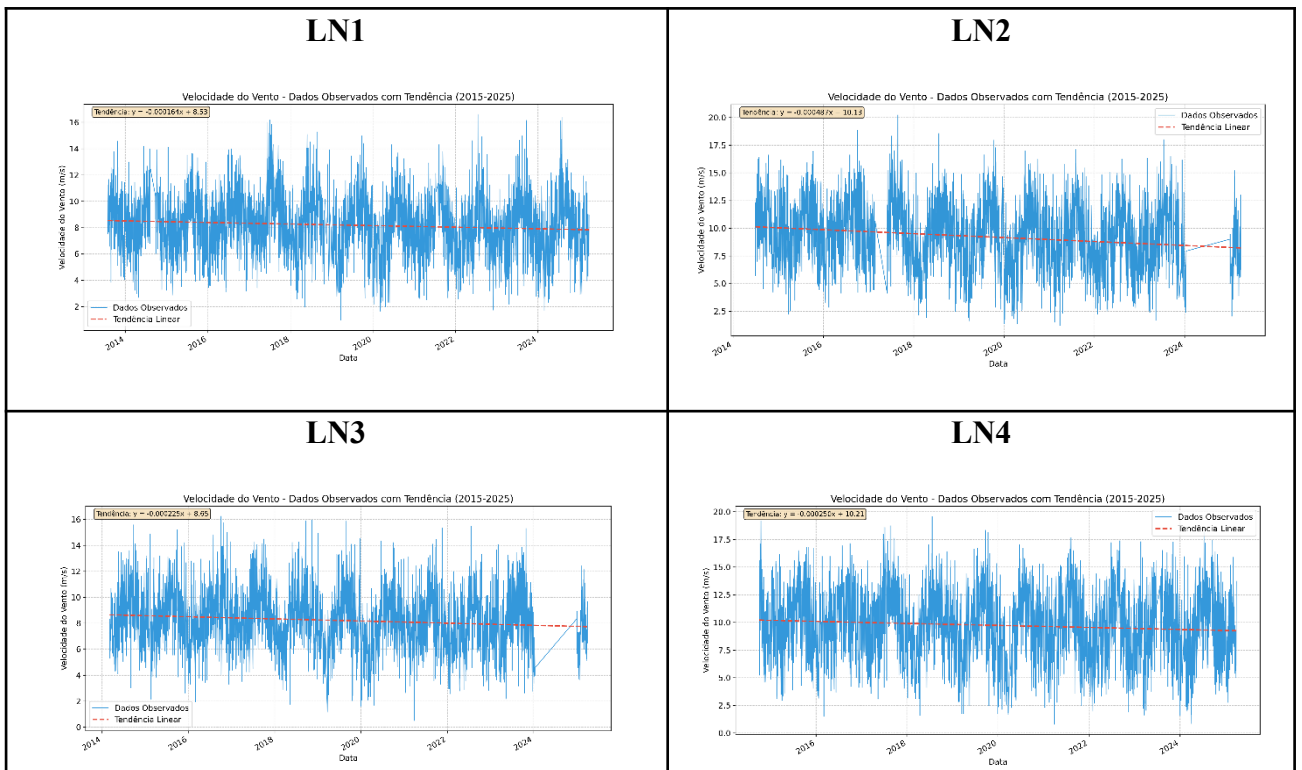 LN1
Velocidade do Vento - Dados Observados com Tendência (2015-2025)
Tendência: y = -0.000164x + 8.53
16
14
12
10
8
6
4
2
Velocidade do Vento (m/s)
Dados Observados
Tendência Linear
2014
2016
2018
2020
2022
2024
Data
LN2
Velocidade do Vento - Dados Observados com Tendência (2015-2025)
Tendência: y = -0.000487x + 10.13
20.0
17.5
15.0
12.5
10.0
7.5
5.0
2.5
Velocidade do Vento (m/s)
Dados Observados
Tendência Linear
2014
2016
2018
2020
2022
2024
Data
LN3
Velocidade do Vento - Dados Observados com Tendência (2015-2025)
Tendência: y = -0.000225x + 8.65
16
14
12
10
8
6
4
2
0
Velocidade do Vento (m/s)
Dados Observados
Tendência Linear
2014
2016
2018
2020
2022
2024
Data
LN4
Velocidade do Vento - Dados Observados com Tendência (2015-2025)
Tendência: y = -0.000250x + 10.21
20.0
17.5
15.0
12.5
10.0
7.5
5.0
2.5
0.0
Velocidade do Vento (m/s)
Dados Observados
Tendência Linear
2016
2018
2020
2022
2024
Data